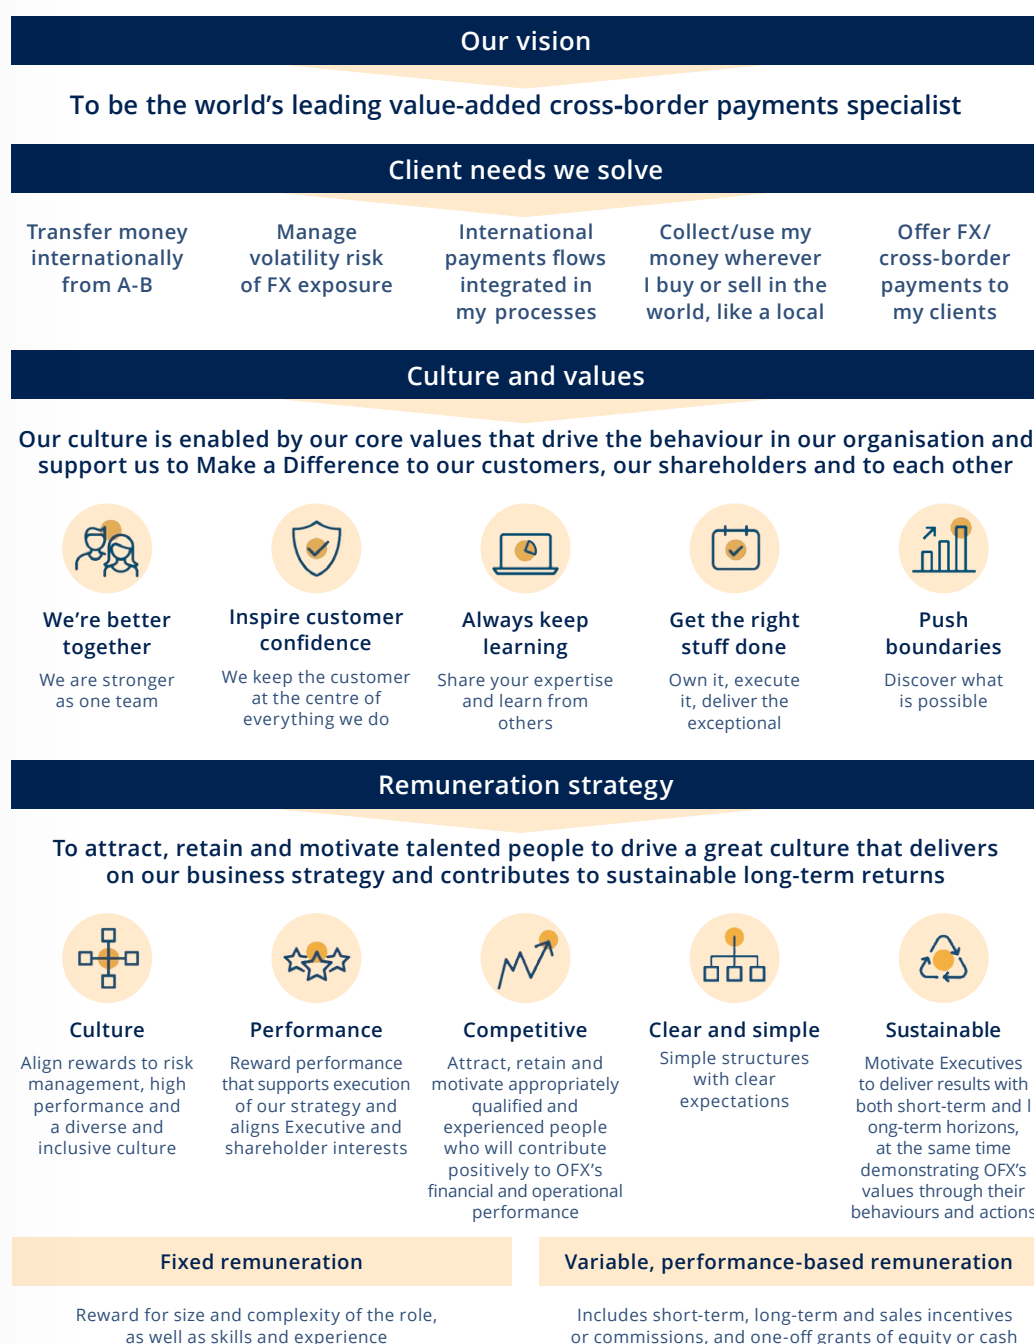 Our vision
To be the world’s leading value-added cross-border payments specialist
Client needs we solve
Transfer money
internationally
from A-B
Manage
volatility risk
of FX exposure
International
payments flows
integrated in
my processes
Collect/use my
money wherever
I buy or sell in the
world, like a local
Offer FX/
cross-border
payments to
my clients
Culture and values
Our culture is enabled by our core values that drive the behaviour in our organisation and
support us to Make a Difference to our customers, our shareholders and to each other
We’re better
together
We are stronger
as one team
Inspire customer
confidence
We keep the customer
at the centre of
everything we do
Always keep
learning
Share your expertise
and learn from
others
Get the right
stuff done
Own it, execute
it, deliver the
exceptional
Push
boundaries
Discover what
is possible
Remuneration strategy
To attract, retain and motivate talented people to drive a great culture that delivers
on our business strategy and contributes to sustainable long-term returns
Culture
Align rewards to risk
management, high
performance and
a diverse and
inclusive culture
Performance
Reward performance
that supports execution
of our strategy and
aligns Executive and
shareholder interests
Competitive
Attract, retain and
motivate appropriately
qualified and
experienced people
who will contribute
positively to OFX’s
financial and operational
performance
Clear and simple
Simple structures
with clear
expectations
Sustainable
Motivate Executives
to deliver results with
both short-term and l
ong-term horizons,
at the same time
demonstrating OFX’s
values through their
behaviours and actions
Fixed remuneration
Reward for size and complexity of the role,
as well as skills and experience
Variable, performance-based remuneration
Includes short-term, long-term and sales incentives
or commissions, and one-off grants of equity or cash